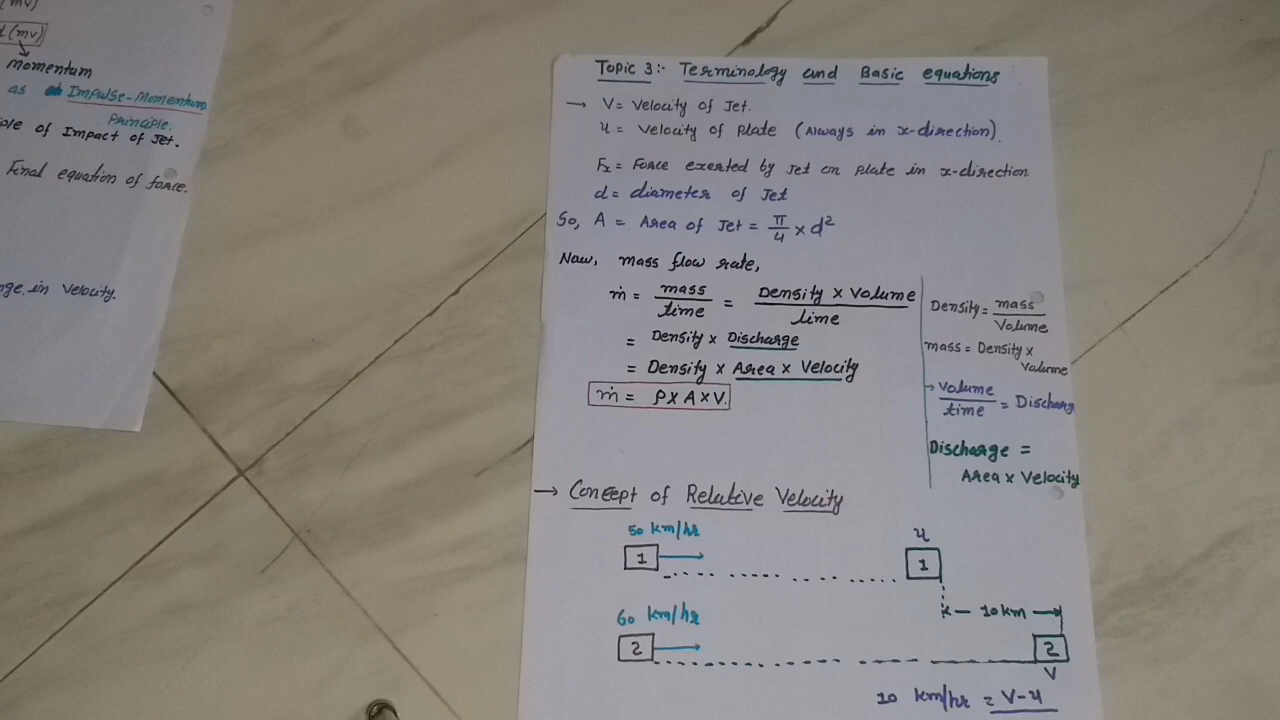 (mv)
d(mv)
Momentum
as Impulse-Momentum
Principle.
ple of Impact of Jet.
Final equation of force.
nge in Velocity.
Topic 3:- Terminology and Basic equations
→ V = Velocity of Jet.
u = Velocity of Plate (Always in x-direction).
Fx = Force exerted by Jet on plate in x-direction
d = diameter of Jet
So, A = Area of Jet = π/4 × d²
Now, mass flow rate,
ṁ = mass/time = Density × Volume/time
= Density × Discharge
= Density × Area × Velocity
ṁ = ρ × A × V.
Density = mass/Volume
mass = Density ×
Volume
→ Volume/time = Discharg
Discharge =
Area × Velocity
→ Concept of Relative Velocity
50 km/hr
u
1
1
10 km
60 km/hr
2
2
V
10 km/hr = V-u